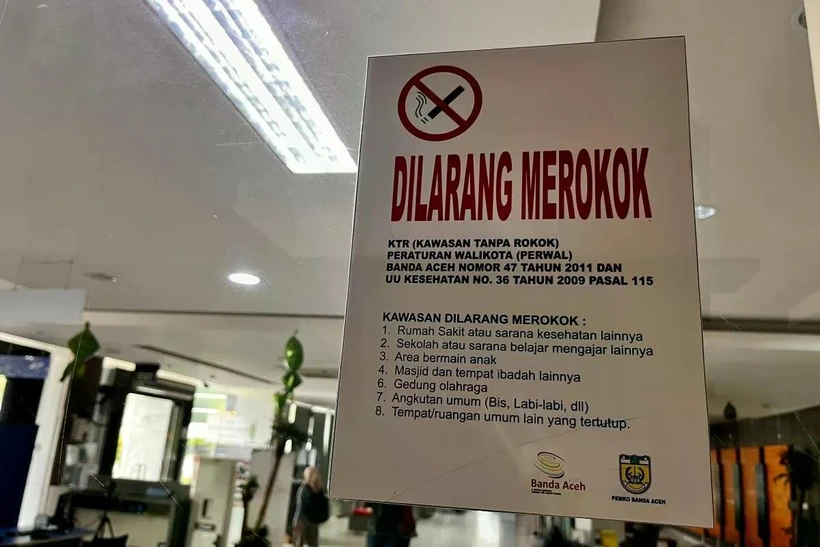 DILARANG MEROKOK
KTR (KAWASAN TANPA ROKOK)
PERATURAN WALIKOTA (PERWAL)
BANDA ACEH NOMOR 47 TAHUN 2011 DAN
UU KESEHATAN NO. 36 TAHUN 2009 PASAL 115
KAWASAN DILARANG MEROKOK :
1. Rumah Sakit atau sarana kesehatan lainnya
2. Sekolah atau sarana belajar mengajar lainnya
3. Area bermain anak
4. Masjid dan tempat ibadah lainnya
6. Gedung olahraga
7. Angkutan umum (Bis, Labi-labi, dll)
8. Tempat/ruangan umum lain yang tertutup.
Banda Aceh
PEMKO BANDA ACEH